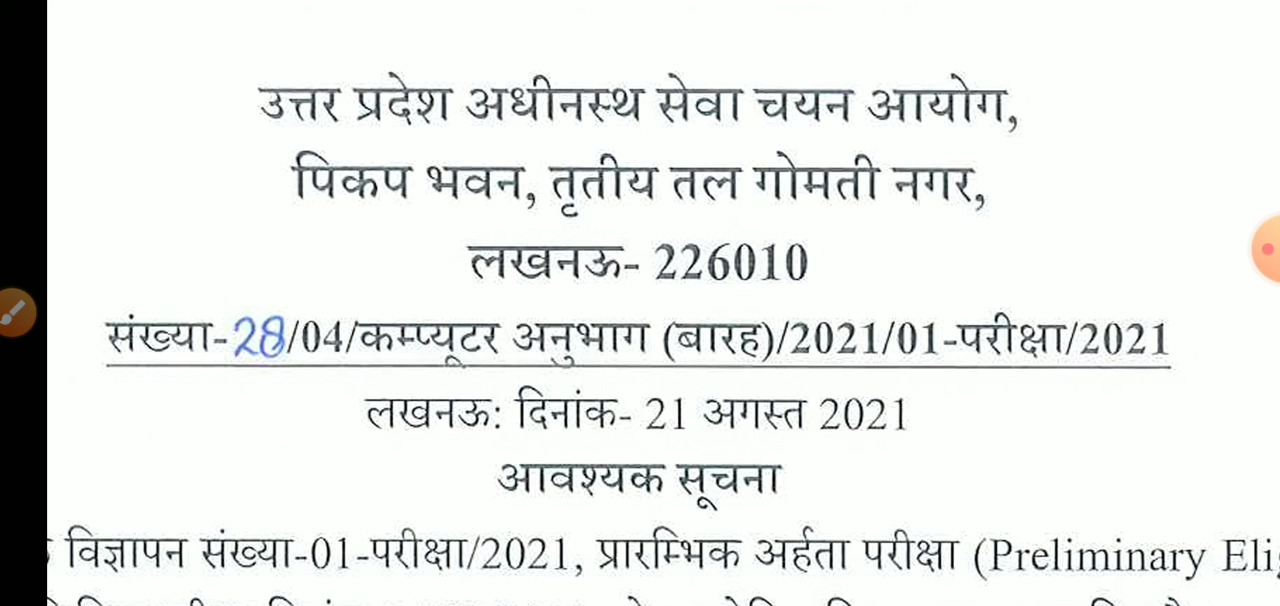 उत्तर प्रदेश अधीनस्थ सेवा चयन आयोग,
पिकप भवन, तृतीय तल गोमती नगर,
लखनऊ- 226010
संख्या-28/04/कम्प्यूटर अनुभाग (बारह)/2021/01-परीक्षा/2021
लखनऊ: दिनांक- 21 अगस्त 2021
आवश्यक सूचना
विज्ञापन संख्या-01-परीक्षा/2021, प्रारम्भिक अर्हता परीक्षा (Preliminary